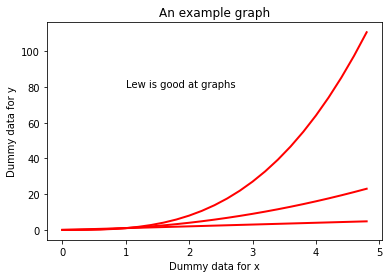 An example graph
Dummy data for y
100
80
60
40
20
0
Lew is good at graphs
0 1 2 3 4 5
Dummy data for x